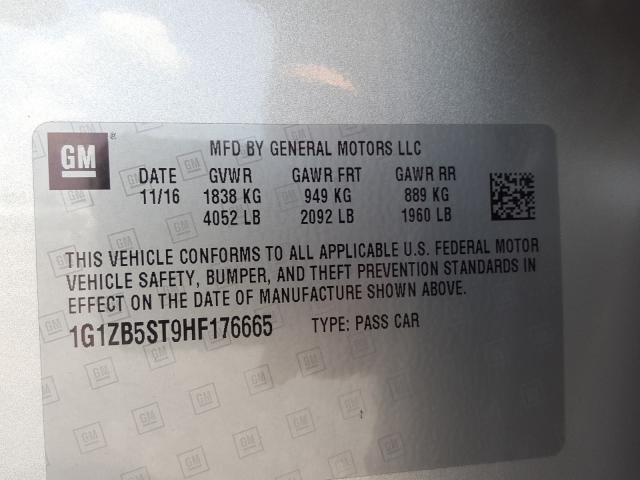 GM
MFD BY GENERAL MOTORS LLC
DATE GVWR GAWR FRT GAWR RR
11/16 1838 KG 949 KG 889 KG
4052 LB 2092 LB 1960 LB
THIS VEHICLE CONFORMS TO ALL APPLICABLE U.S. FEDERAL MOTOR
VEHICLE SAFETY, BUMPER, AND THEFT PREVENTION STANDARDS IN
EFFECT ON THE DATE OF MANUFACTURE SHOWN ABOVE.
1G1ZB5ST9HF176665 TYPE: PASS CAR